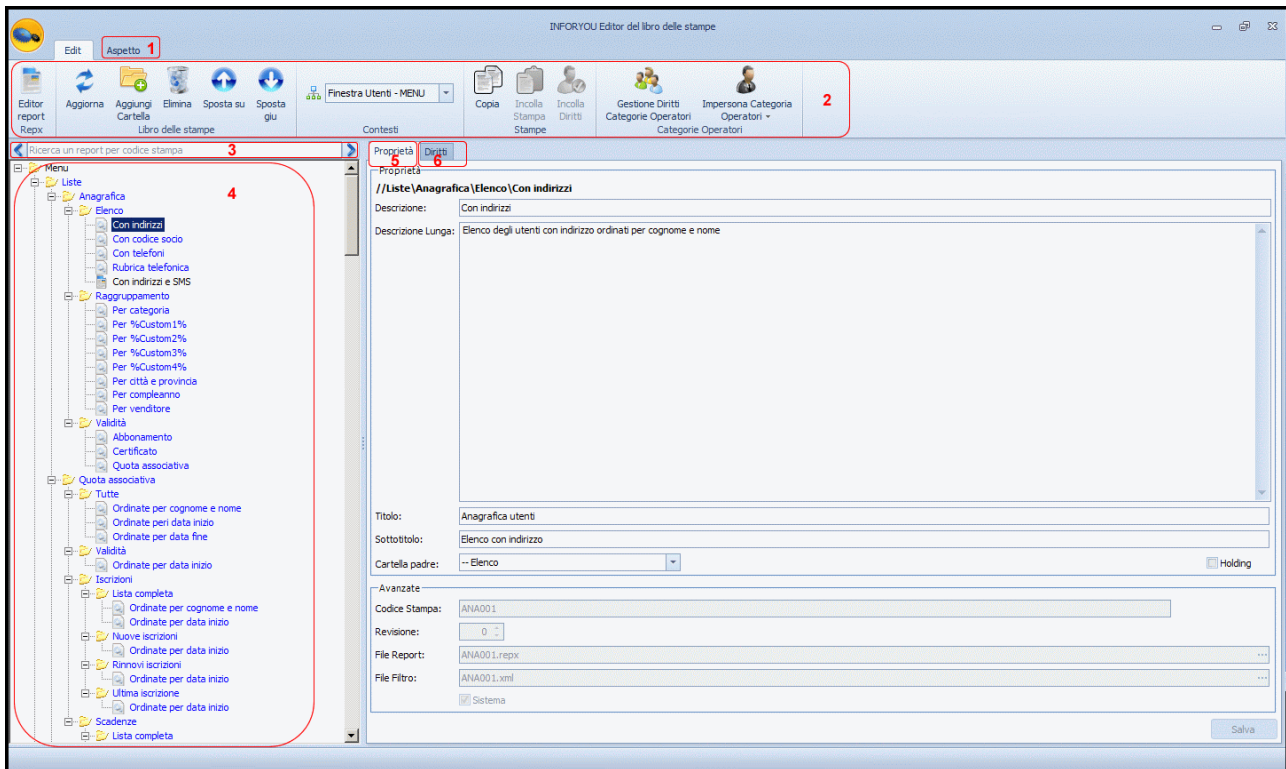 INFORYOU Editor del libro delle stampe
Edit Aspetto 1
Editor report Repx
Aggiorna
Aggiungi Cartella
Elimina
Sposta su
Sposta giu
Libro delle stampe
Finestra Utenti - MENU
Contesti
Copia
Incolla Stampa
Incolla Diritti
Stampe
Gestione Diritti Categorie Operatori
Impersona Categoria Operatori
Categorie Operatori
2
Ricerca un report per codice stampa 3
4
Menu
Liste
Anagrafica
Elenco
Con indirizzi
Con codice socio
Con telefoni
Rubrica telefonica
Con indirizzi e SMS
Raggruppamento
Per categoria
Per %Custom1%
Per %Custom2%
Per %Custom3%
Per %Custom4%
Per città e provincia
Per compleanno
Per venditore
Validità
Abbonamento
Certificato
Quota associativa
Quota associativa
Tutte
Ordinate per cognome e nome
Ordinate peri data inizio
Ordinate per data fine
Validità
Ordinate per data inizio
Iscrizioni
Lista completa
Ordinate per cognome e nome
Ordinate per data inizio
Nuove iscrizioni
Ordinate per data inizio
Rinnovi iscrizioni
Ordinate per data inizio
Ultima iscrizione
Ordinate per data inizio
Scadenze
Lista completa
Proprietà Diritti
5 6
Proprietà
//Liste\Anagrafica\Elenco\Con indirizzi
Descrizione: Con indirizzi
Descrizione Lunga: Elenco degli utenti con indirizzo ordinati per cognome e nome
Titolo: Anagrafica utenti
Sottotitolo: Elenco con indirizzo
Cartella padre: -- Elenco Holding
Avanzate
Codice Stampa: ANA001
Revisione: 0
File Report: ANA001.repx ...
File Filtro: ANA001.xml ...
Sistema
Salva